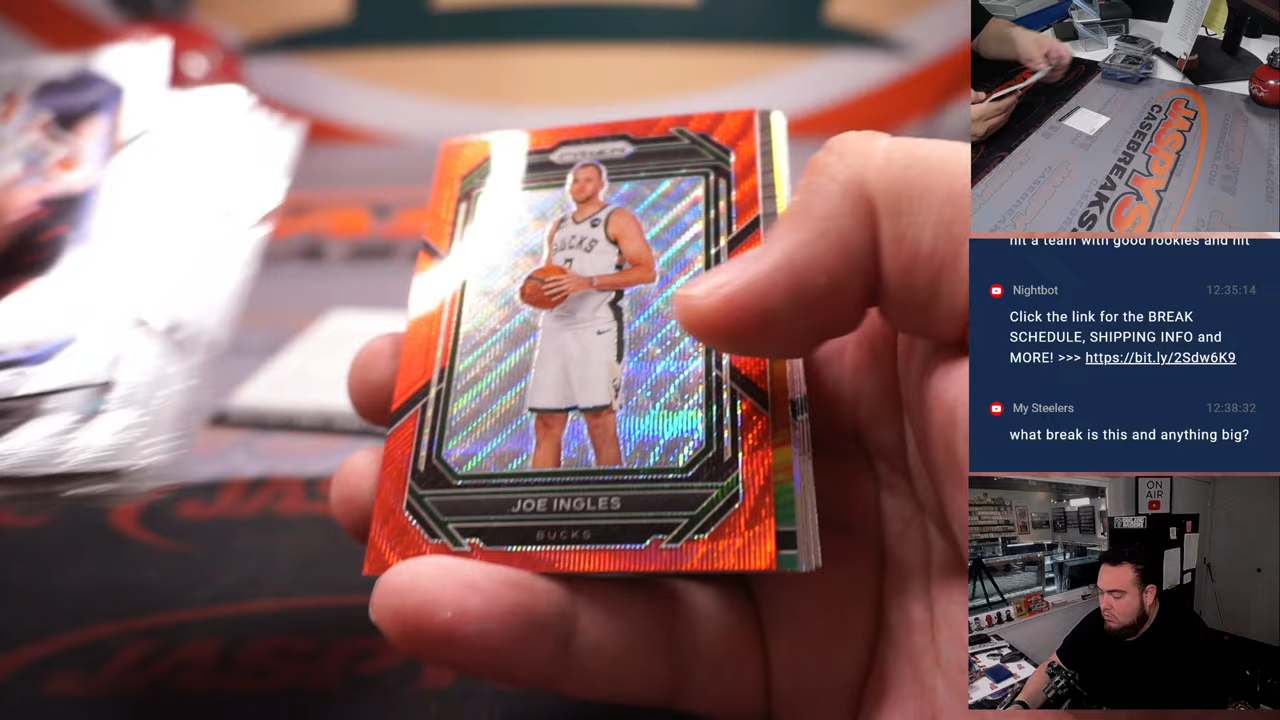 PRIZM
BUCKS
7
JOE INGLES
BUCKS
JASPYS
CASEBREAKS
hit a team with good rookies and hit
Nightbot 12:35:14
Click the link for the BREAK
SCHEDULE, SHIPPING INFO and
MORE! >>> https://bit.ly/2Sdw6K9
My Steelers 12:38:32
what break is this and anything big?
ON
AIR
JASPY